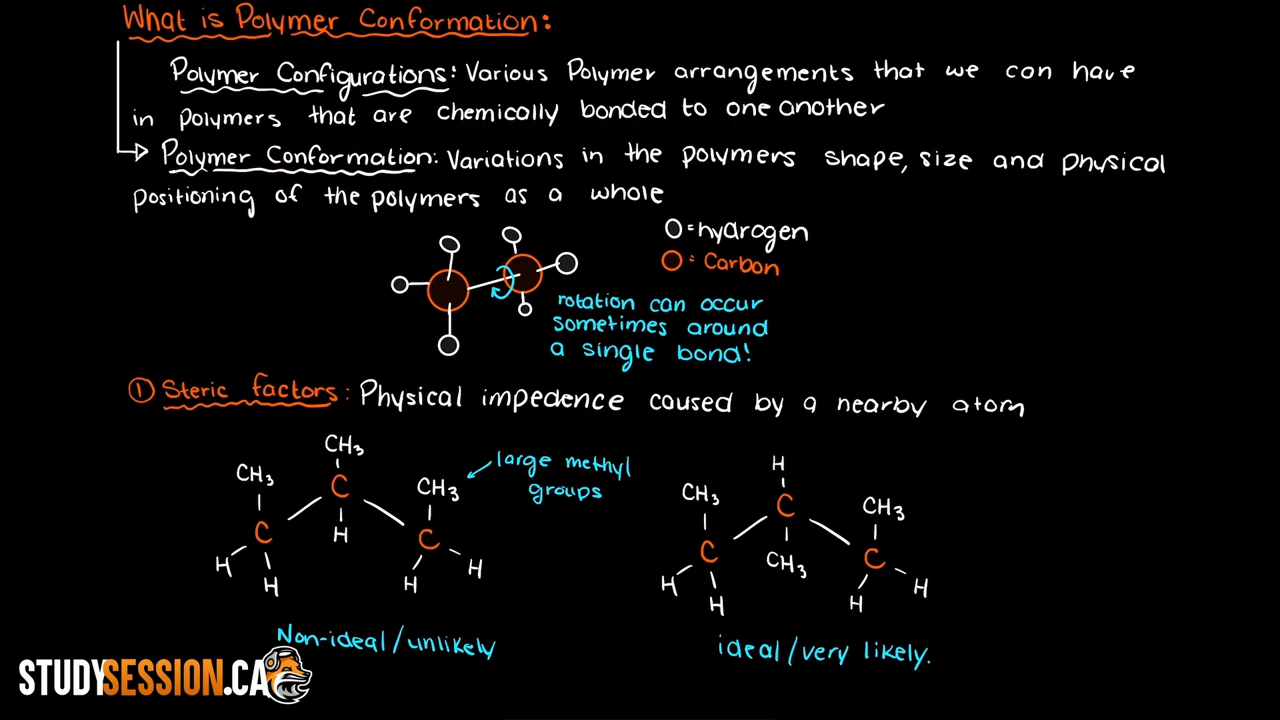 What is Polymer Conformation:
Polymer Configurations: Various Polymer arrangements that we can have
in polymers that are chemically bonded to one another
Polymer Conformation: Variations in the polymers shape, size and physical
positioning of the polymers as a whole
O=hydrogen
O=Carbon
rotation can occur
sometimes around
a single bond!
① Steric factors: Physical impedence caused by a nearby atom
CH₃
CH₃
CH₃
large methyl
groups
C
C
C
H
H
H
H
H
Non-ideal/unlikely
H
CH₃
CH₃
C
C
C
CH₃
H
H
H
H
ideal/very likely.
STUDYSESSION.CA